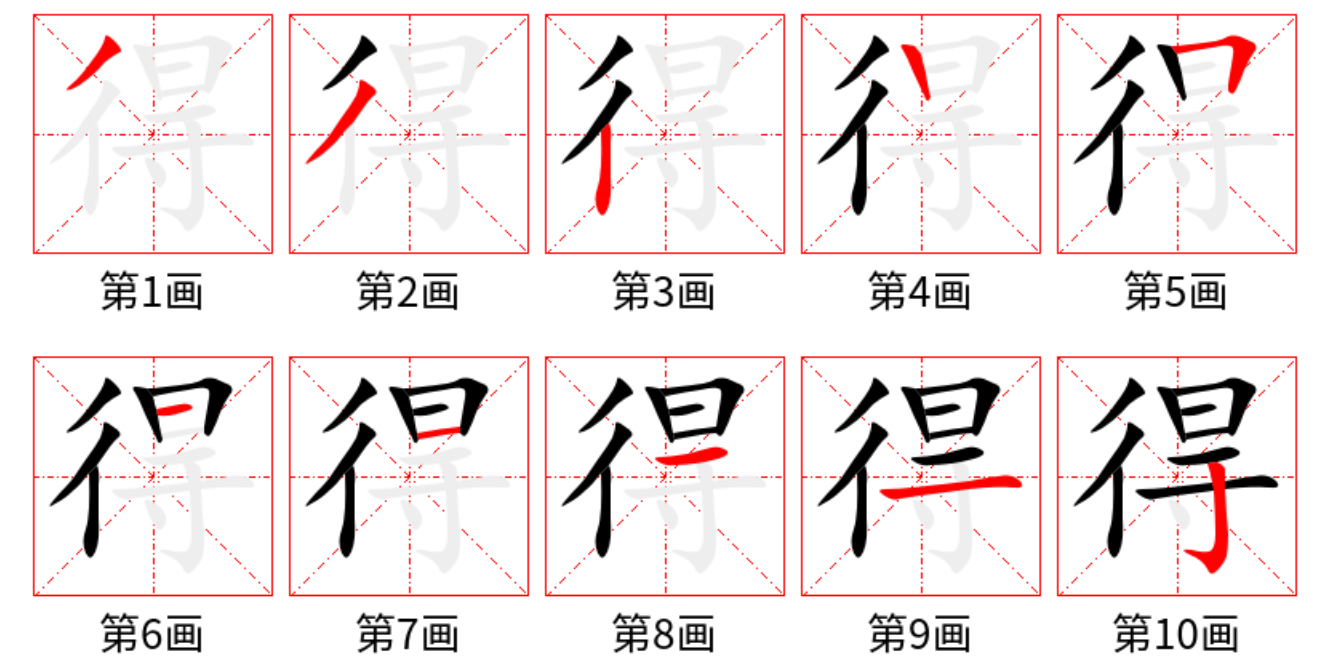 得 得 得 得 得
第1画 第2画 第3画 第4画 第5画
得 得 得 得 得
第6画 第7画 第8画 第9画 第10画